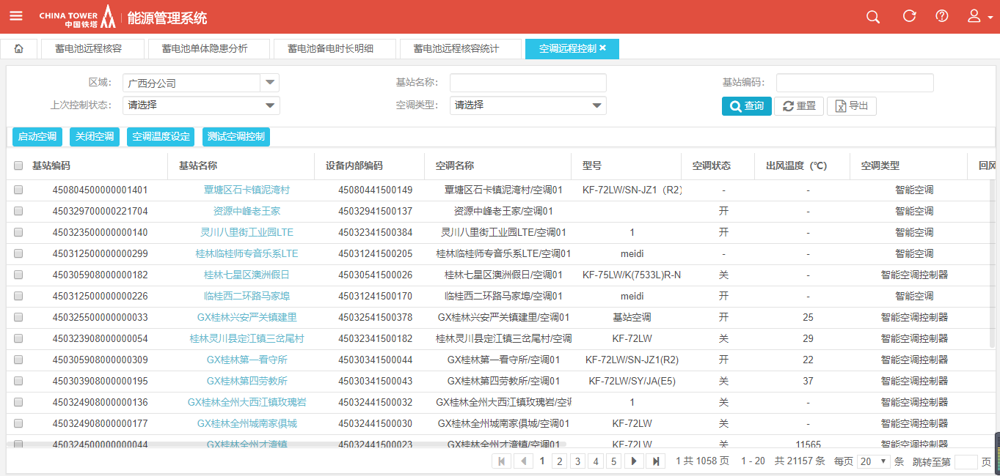 CHINA TOWER 中国铁塔 能源管理系统
蓄电池远程核容 蓄电池单体隐患分析 蓄电池备电时长明细 蓄电池远程核容统计 空调远程控制 ×
区域： 广西分公司 基站名称： 基站编码：
上次控制状态： 请选择 空调类型： 请选择 查询 重置 导出
启动空调 关闭空调 空调温度设定 测试空调控制
基站编码 基站名称 设备内部编码 空调名称 型号 空调状态 出风温度（℃） 空调类型 回风
450804500000001401 覃塘区石卡镇泥湾村 45080441500149 覃塘区石卡镇泥湾村/空调01 KF-72LW/SN-JZ1（R2） - - 智能空调
450329700000221704 资源中峰老王家 45032941500137 资源中峰老王家/空调01 开 - 智能空调
450323500000000140 灵川八里街工业园LTE 45032341500384 灵川八里街工业园LTE/空调01 1 开 - 智能空调
450312500000000299 桂林临桂师专音乐系LTE 45031241500205 桂林临桂师专音乐系LTE/空调01 meidi - - 智能空调
450305908000000182 桂林七星区澳洲假日 45030541500026 桂林七星区澳洲假日/空调01 KF-75LW/K(7533L)R-N 关 - 智能空调控制器
450312500000000226 临桂西二环路马家埠 45031241500170 临桂西二环路马家埠/空调01 meidi 开 - 智能空调
450325500000000033 GX桂林兴安严关镇建里 45032541500378 GX桂林兴安严关镇建里/空调01 基站空调 开 25 智能空调控制器
450323908000000054 桂林灵川县定江镇三岔尾村 45032341500182 桂林灵川县定江镇三岔尾村/空调 KF-72LW 关 29 智能空调控制器
450305908000000309 GX桂林第一看守所 45030341500044 GX桂林第一看守所/空调01 KF-72LW/SN-JZ1(R2) 开 22 智能空调控制器
450303908000000195 GX桂林第四劳教所 45030341500043 GX桂林第四劳教所/空调01 KF-72LW/SY/JA(E5) 关 37 智能空调控制器
450324908000000136 GX桂林全州大西江镇玫瑰岩 45032441500032 GX桂林全州大西江镇玫瑰岩/空调 1 关 - 智能空调控制器
450324908000000177 GX桂林全州城南家俱城 45032441500030 GX桂林全州城南家俱城/空调01 KF-72LW 关 - 智能空调控制器
450324500000000044 GX桂林全州才湾镇 45032441500023 GX桂林全州才湾镇/空调01 KF-72LW 关 11565 智能空调控制器
1 2 3 4 5 1 共 1058 页 1 - 20 共 21157 条 每页 20 条 跳转至第 页